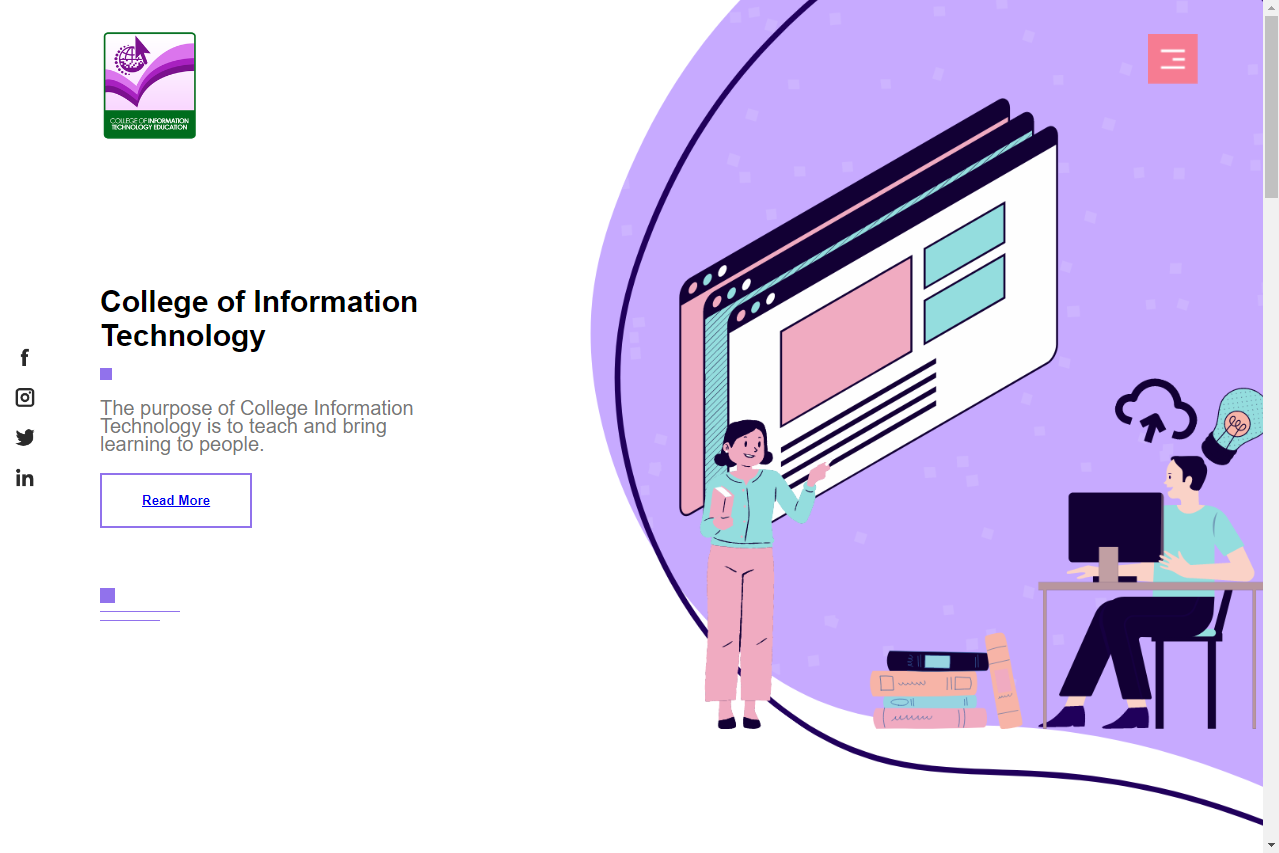 COLLEGE OF INFORMATION
TECHNOLOGY EDUCATION
College of Information
Technology
The purpose of College Information
Technology is to teach and bring
learning to people.
Read More